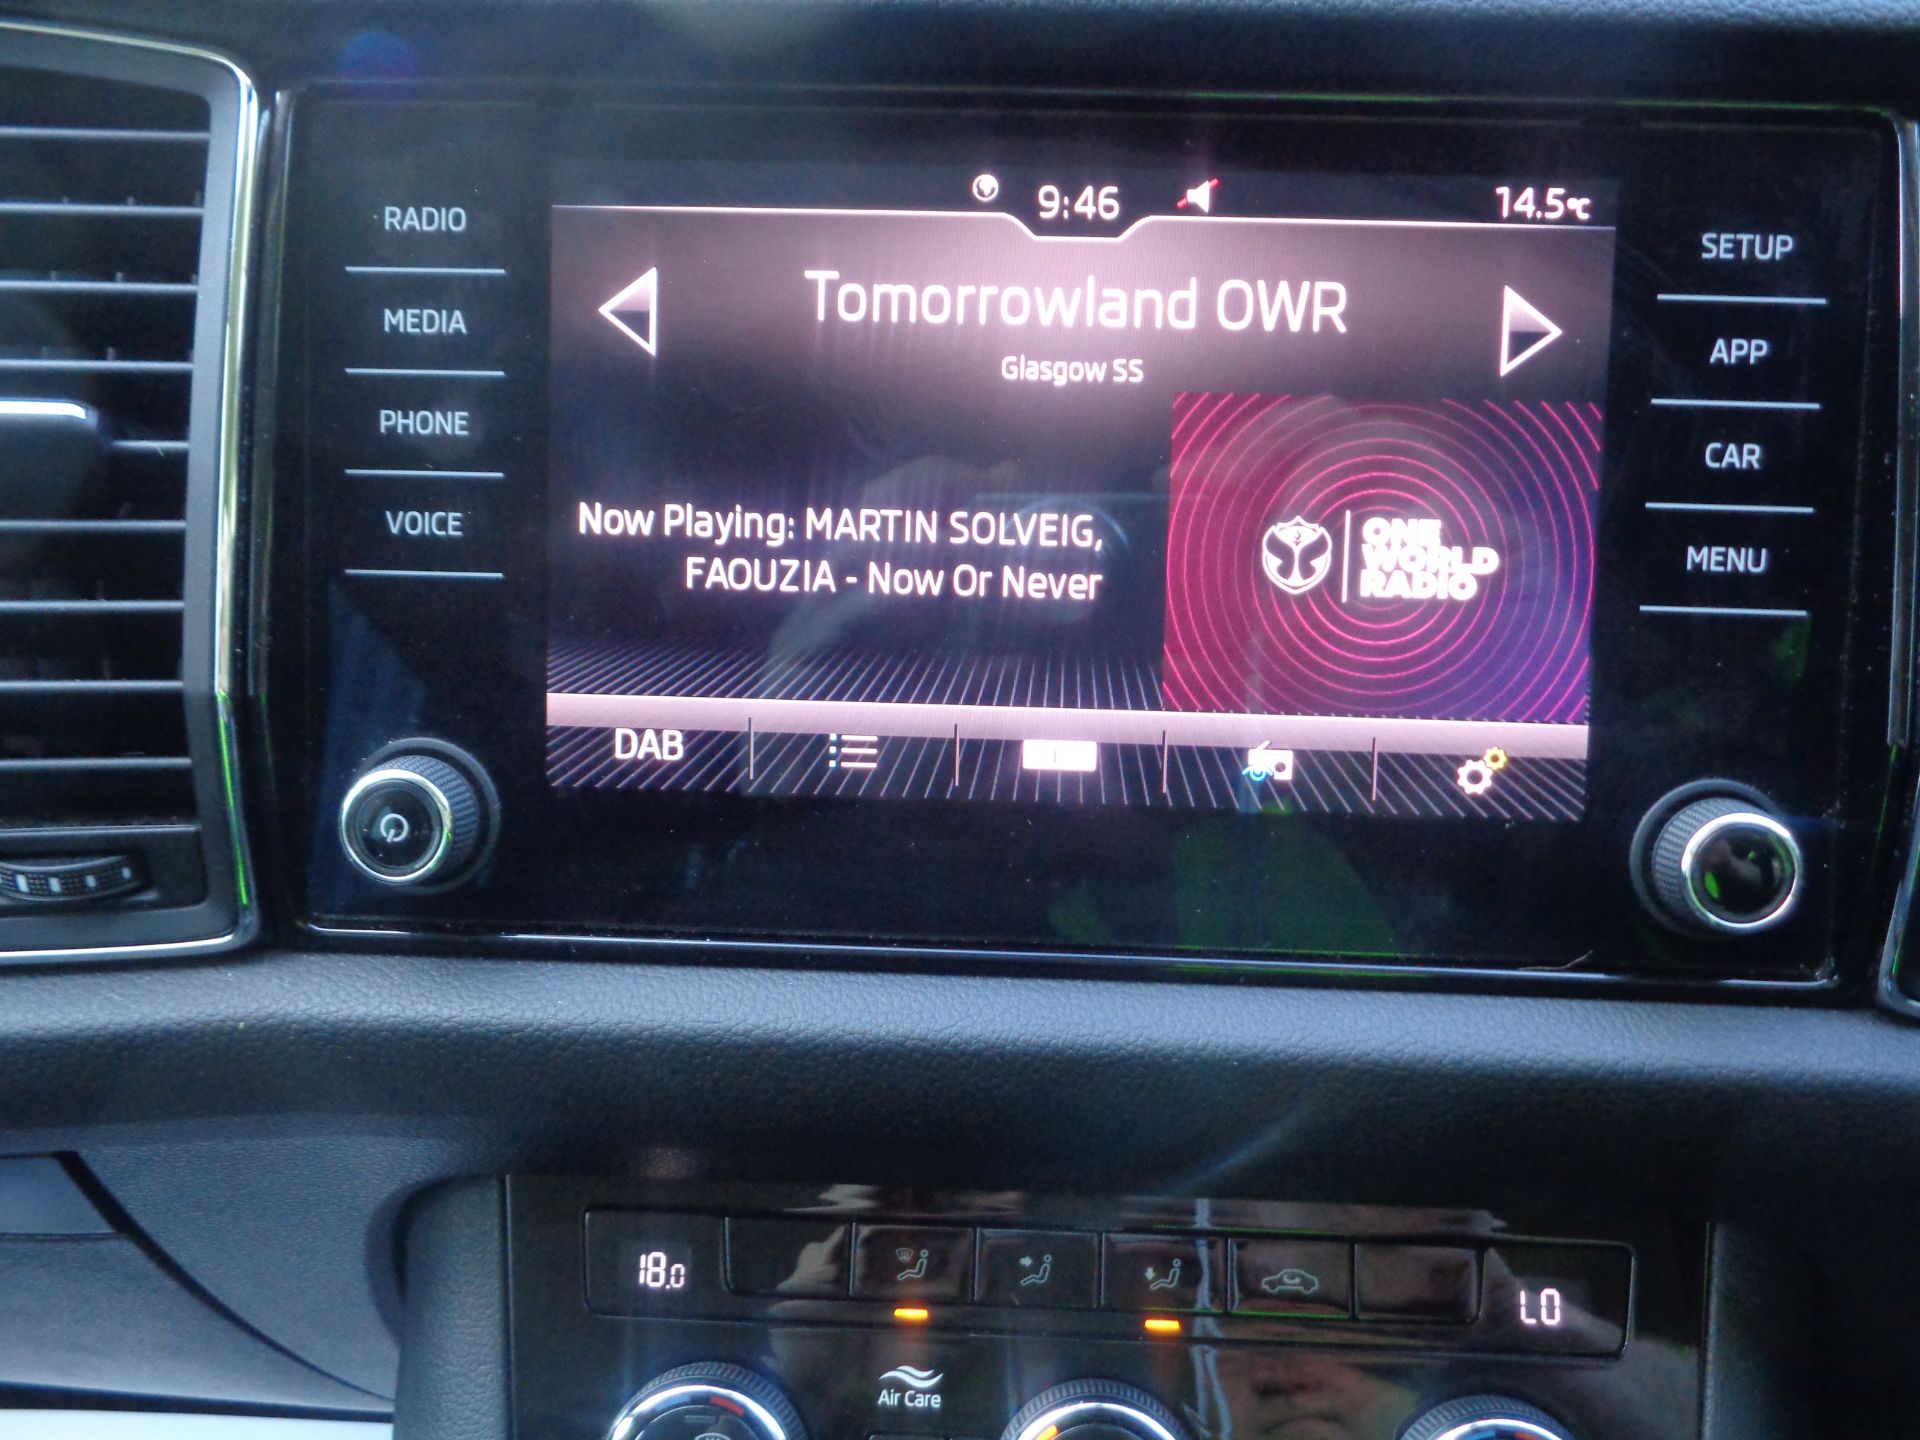 9:46
14.5°C
RADIO
MEDIA
PHONE
VOICE
Tomorrowland OWR
Glasgow SS
Now Playing: MARTIN SOLVEIG,
FAOUZIA - Now Or Never
ONE
WORLD
RADIO
DAB
SETUP
APP
CAR
MENU
18.0
LO
Air Care